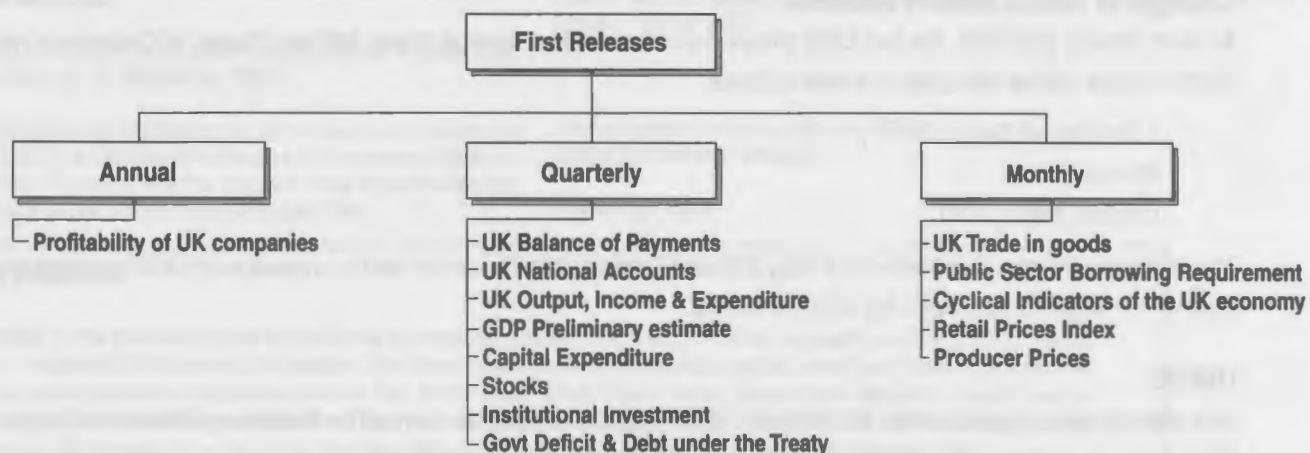 First Releases
Annual
Profitability of UK companies
Quarterly
UK Balance of Payments
UK National Accounts
UK Output, Income & Expenditure
GDP Preliminary estimate
Capital Expenditure
Stocks
Institutional Investment
Govt Deficit & Debt under the Treaty
Monthly
UK Trade in goods
Public Sector Borrowing Requirement
Cyclical Indicators of the UK economy
Retail Prices Index
Producer Prices